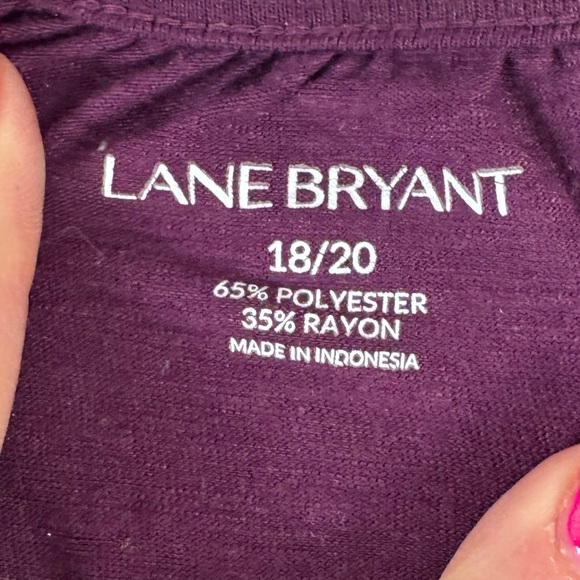 LANE BRYANT
18/20
65% POLYESTER
35% RAYON
MADE IN INDONESIA